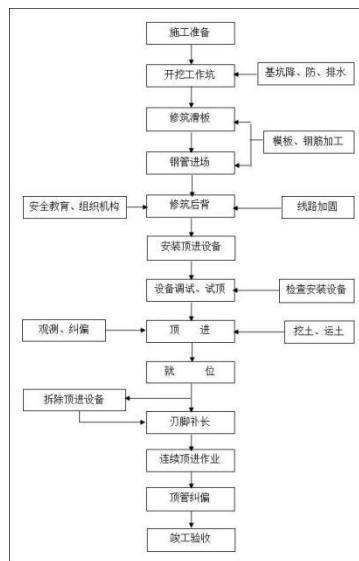 施工准备
开挖工作坑
基坑降、防、排水
修筑滑板
模板、钢筋加工
钢管进场
安全教育、组织机构
修筑后背
线路加固
安装顶进设备
设备调试、试顶
检查安装设备
观测、纠偏
顶 进
挖土、运土
就 位
拆除顶进设备
刃脚补长
连续顶进作业
顶管纠偏
竣工验收